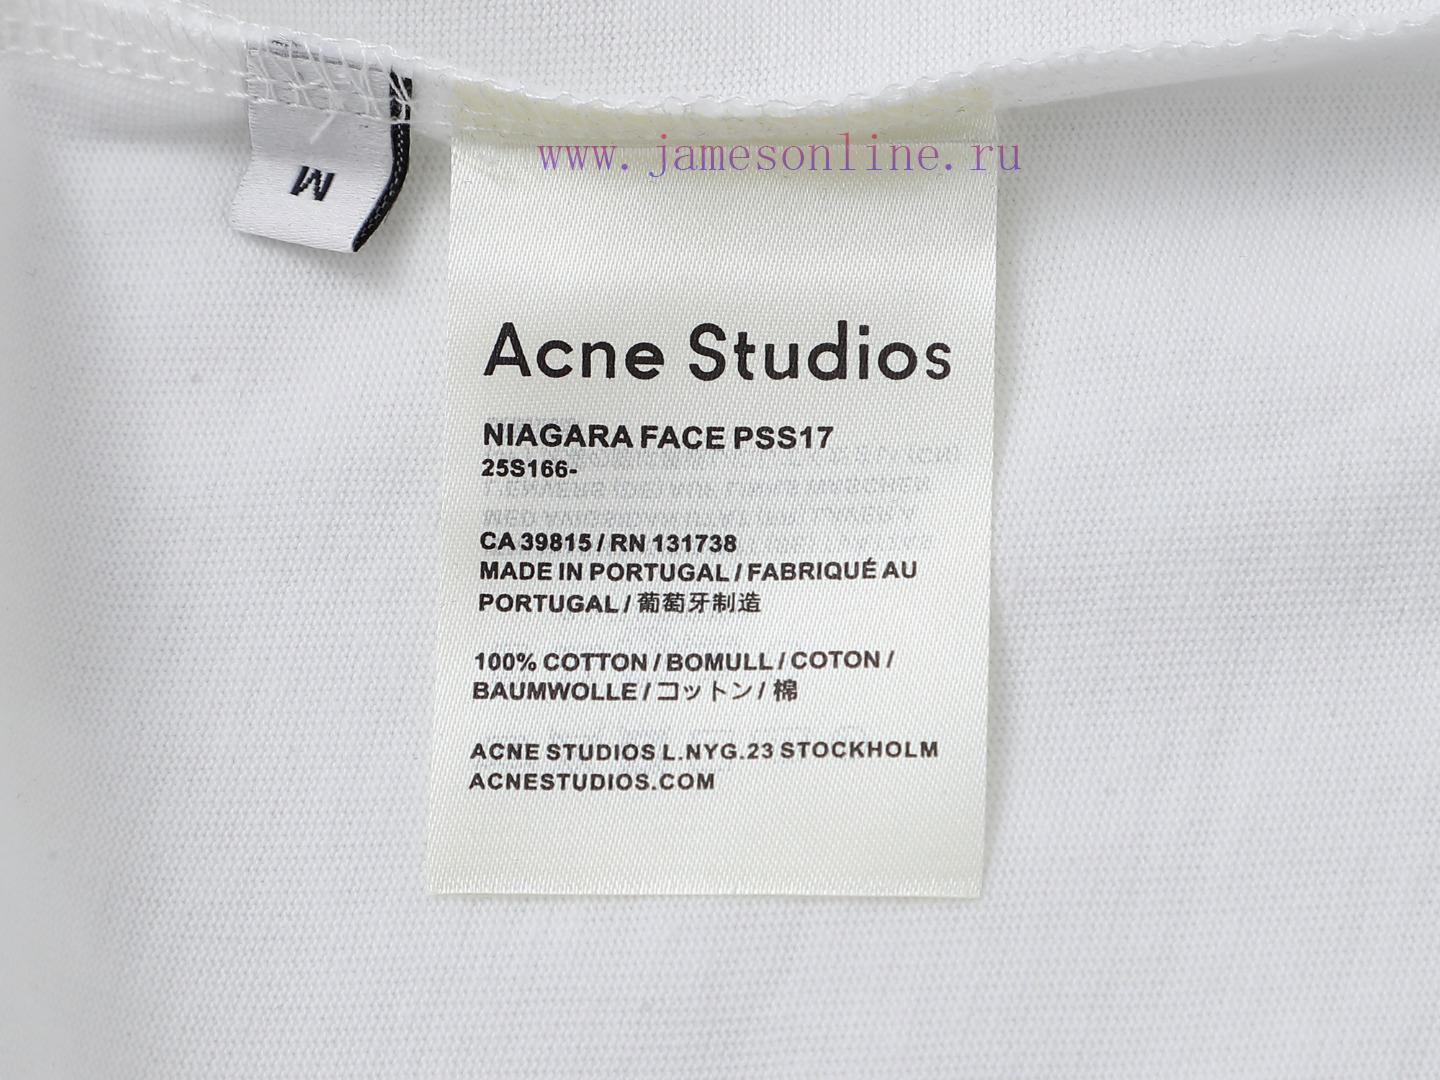 www.jamesonline.ru
M
Acne Studios
NIAGARA FACE PSS17
25S166-
CA 39815 / RN 131738
MADE IN PORTUGAL / FABRIQUÉ AU
PORTUGAL / 葡萄牙制造
100% COTTON / BOMULL / COTON /
BAUMWOLLE / コットン / 棉
ACNE STUDIOS L.NYG.23 STOCKHOLM
ACNESTUDIOS.COM